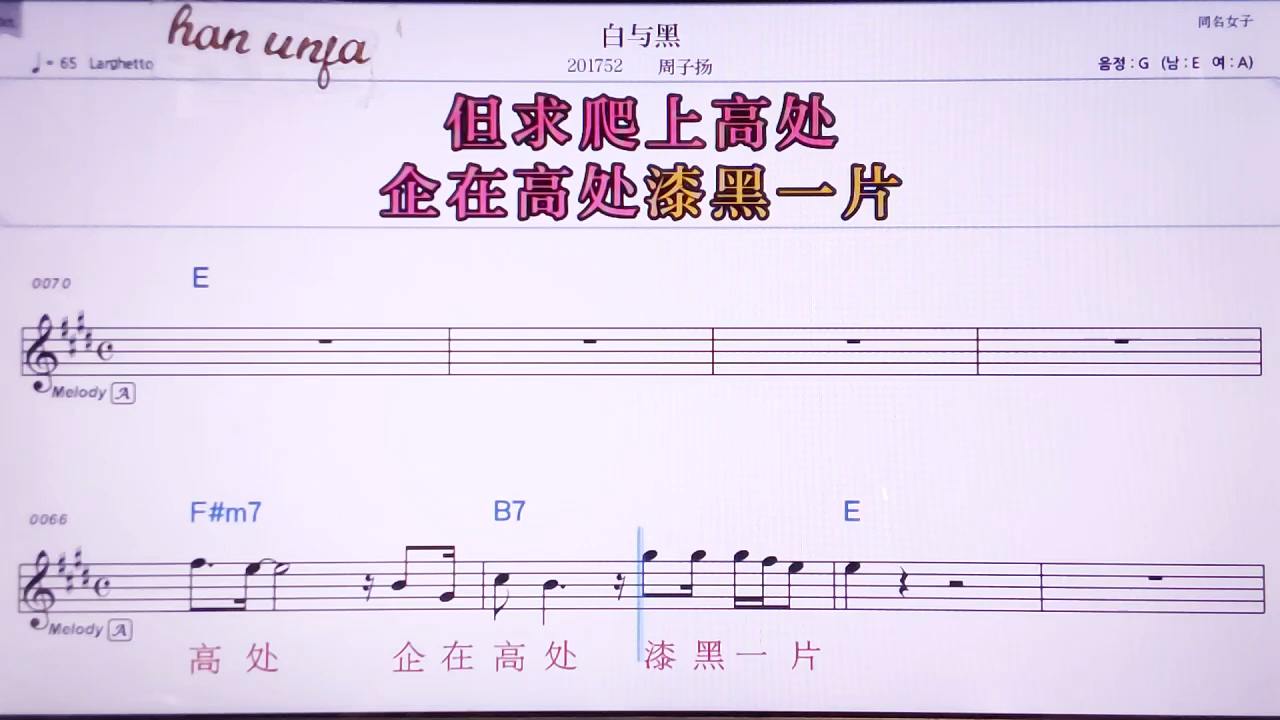 han unfa
白与黑
同名女子
♩= 65 Larghetto
201752 周子扬
음정 : G (남 : E 여 : A)
但求爬上高处
企在高处漆黑一片
0070
E
Melody A
0066
F#m7 B7 E
Melody A
高 处 企 在 高 处 漆 黑 一 片